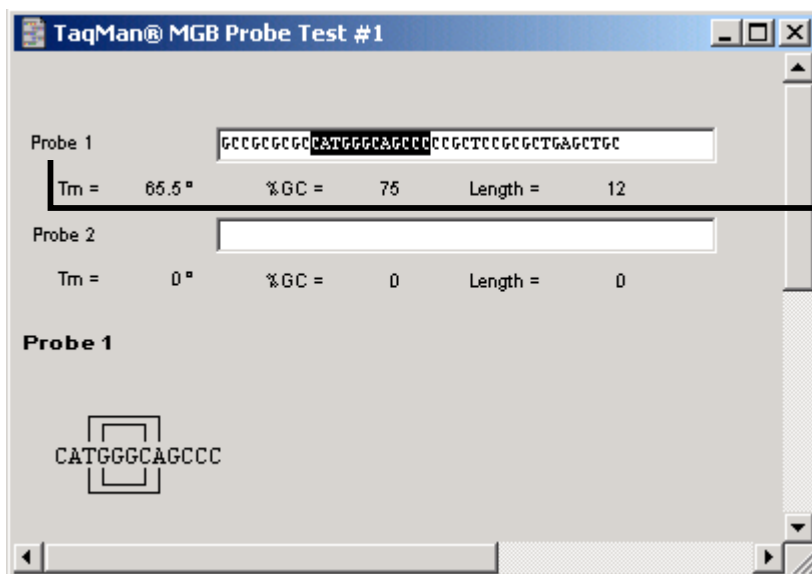 TaqMan® MGB Probe Test #1
Probe 1 GCCGCGCGCCATGGGCAGCCCCCGCTCCGCGCTGAGCTGC
Tm = 65.5 ° %GC = 75 Length = 12
Probe 2
Tm = 0 ° %GC = 0 Length = 0
Probe 1
CATGGGCAGCCC